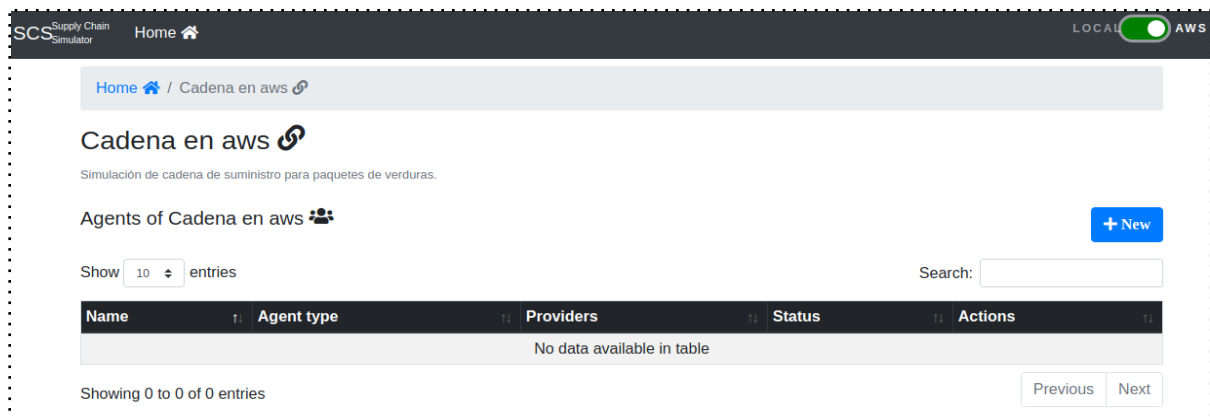 SCS Supply Chain Simulator Home LOCAL AWS
Home / Cadena en aws
Cadena en aws
Simulación de cadena de suministro para paquetes de verduras.
Agents of Cadena en aws
+ New
Show 10 entries Search:
Name Agent type Providers Status Actions
No data available in table
Showing 0 to 0 of 0 entries Previous Next